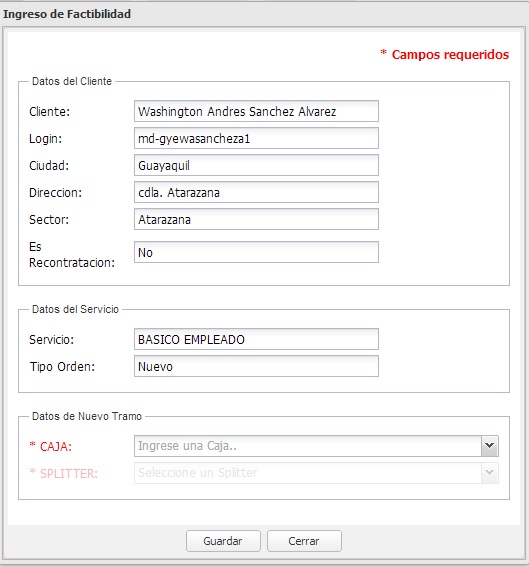 Ingreso de Factibilidad
* Campos requeridos
Datos del Cliente
Cliente: Washington Andres Sanchez Alvarez
Login: md-gyewasancheza1
Ciudad: Guayaquil
Direccion: cdla. Atarazana
Sector: Atarazana
Es
Recontratacion: No
Datos del Servicio
Servicio: BASICO EMPLEADO
Tipo Orden: Nuevo
Datos de Nuevo Tramo
* CAJA: Ingrese una Caja..
* SPLITTER: Seleccione un Splitter
Guardar Cerrar